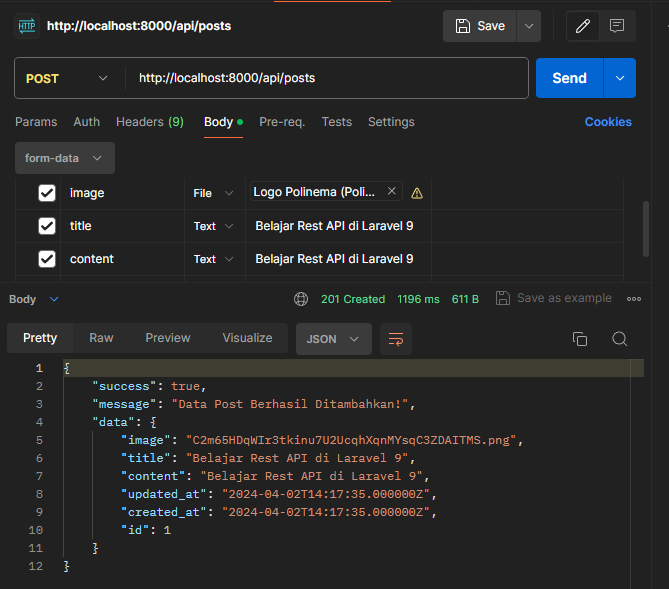 HTTP http://localhost:8000/api/posts Save
POST http://localhost:8000/api/posts Send
Params Auth Headers (9) Body Pre-req. Tests Settings Cookies
form-data
image File Logo Polinema (Poli...
title Text Belajar Rest API di Laravel 9
content Text Belajar Rest API di Laravel 9
Body 201 Created 1196 ms 611 B Save as example
Pretty Raw Preview Visualize JSON
1 {
2 "success": true,
3 "message": "Data Post Berhasil Ditambahkan!",
4 "data": {
5 "image": "C2m65HDqWIr3tkinu7U2UcqhXqnMYsqC3ZDAITMS.png",
6 "title": "Belajar Rest API di Laravel 9",
7 "content": "Belajar Rest API di Laravel 9",
8 "updated_at": "2024-04-02T14:17:35.000000Z",
9 "created_at": "2024-04-02T14:17:35.000000Z",
10 "id": 1
11 }
12 }